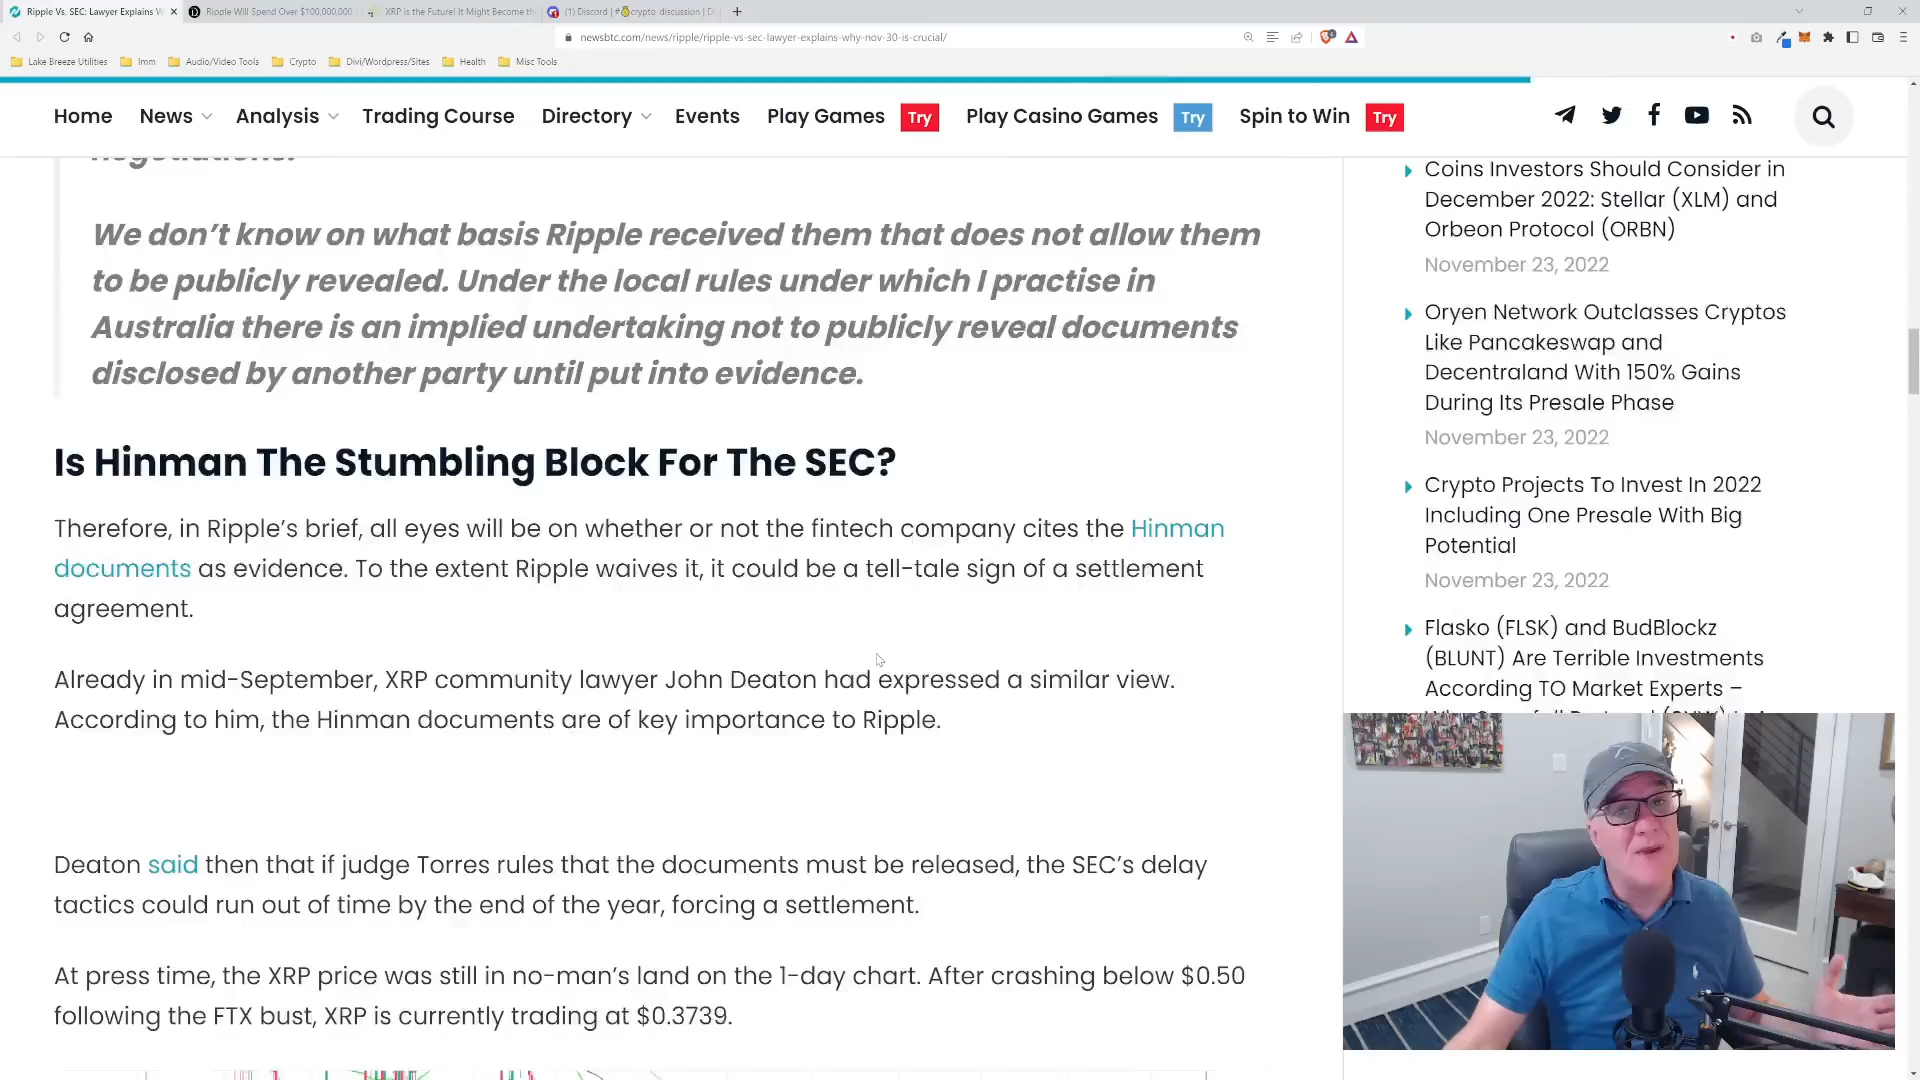 Ripple Vs. SEC: Lawyer Explains W
Ripple Will Spend Over $100,000,000
XRP is the Future! It Might Become th
(1) Discord | #💰crypto-discussion | D
newsbtc.com/news/ripple/ripple-vs-sec-lawyer-explains-why-nov-30-is-crucial/
Lake Breeze Utilities
Imm
Audio/Video Tools
Crypto
Divi/Wordpress/Sites
Health
Misc Tools
Home
News
Analysis
Trading Course
Directory
Events
Play Games
Try
Play Casino Games
Try
Spin to Win
Try
negotiations.
We don’t know on what basis Ripple received them that does not allow them
to be publicly revealed. Under the local rules under which I practise in
Australia there is an implied undertaking not to publicly reveal documents
disclosed by another party until put into evidence.
Is Hinman The Stumbling Block For The SEC?
Therefore, in Ripple’s brief, all eyes will be on whether or not the fintech company cites the Hinman
documents as evidence. To the extent Ripple waives it, it could be a tell-tale sign of a settlement
agreement.
Already in mid-September, XRP community lawyer John Deaton had expressed a similar view.
According to him, the Hinman documents are of key importance to Ripple.
Deaton said then that if judge Torres rules that the documents must be released, the SEC’s delay
tactics could run out of time by the end of the year, forcing a settlement.
At press time, the XRP price was still in no-man’s land on the 1-day chart. After crashing below $0.50
following the FTX bust, XRP is currently trading at $0.3739.
Coins Investors Should Consider in
December 2022: Stellar (XLM) and
Orbeon Protocol (ORBN)
November 23, 2022
Oryen Network Outclasses Cryptos
Like Pancakeswap and
Decentraland With 150% Gains
During Its Presale Phase
November 23, 2022
Crypto Projects To Invest In 2022
Including One Presale With Big
Potential
November 23, 2022
Flasko (FLSK) and BudBlockz
(BLUNT) Are Terrible Investments
According TO Market Experts –